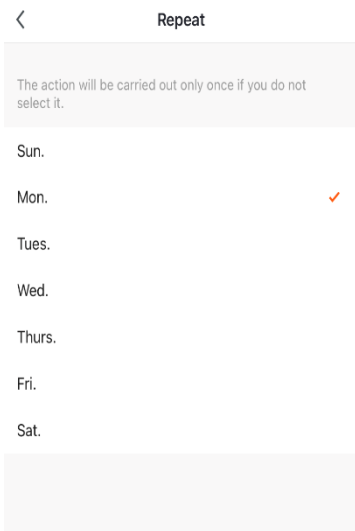 Repeat
The action will be carried out only once if you do not
select it.
Sun.
Mon.
Tues.
Wed.
Thurs.
Fri.
Sat.